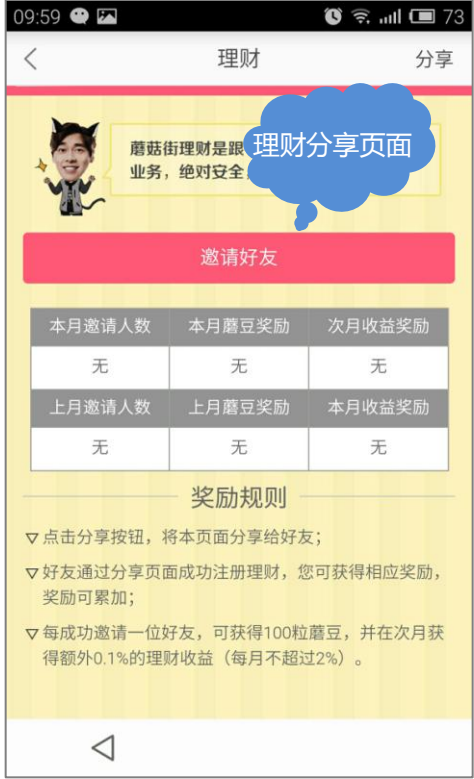 09:59
73
理财
分享
蘑菇街理财是跟
业务，绝对安全
理财分享页面
邀请好友
本月邀请人数 本月蘑豆奖励 次月收益奖励
无 无 无
上月邀请人数 上月蘑豆奖励 本月收益奖励
无 无 无
奖励规则
点击分享按钮，将本页面分享给好友；
好友通过分享页面成功注册理财，您可获得相应奖励，
奖励可累加；
每成功邀请一位好友，可获得100粒蘑豆，并在次月获
得额外0.1%的理财收益（每月不超过2%）。